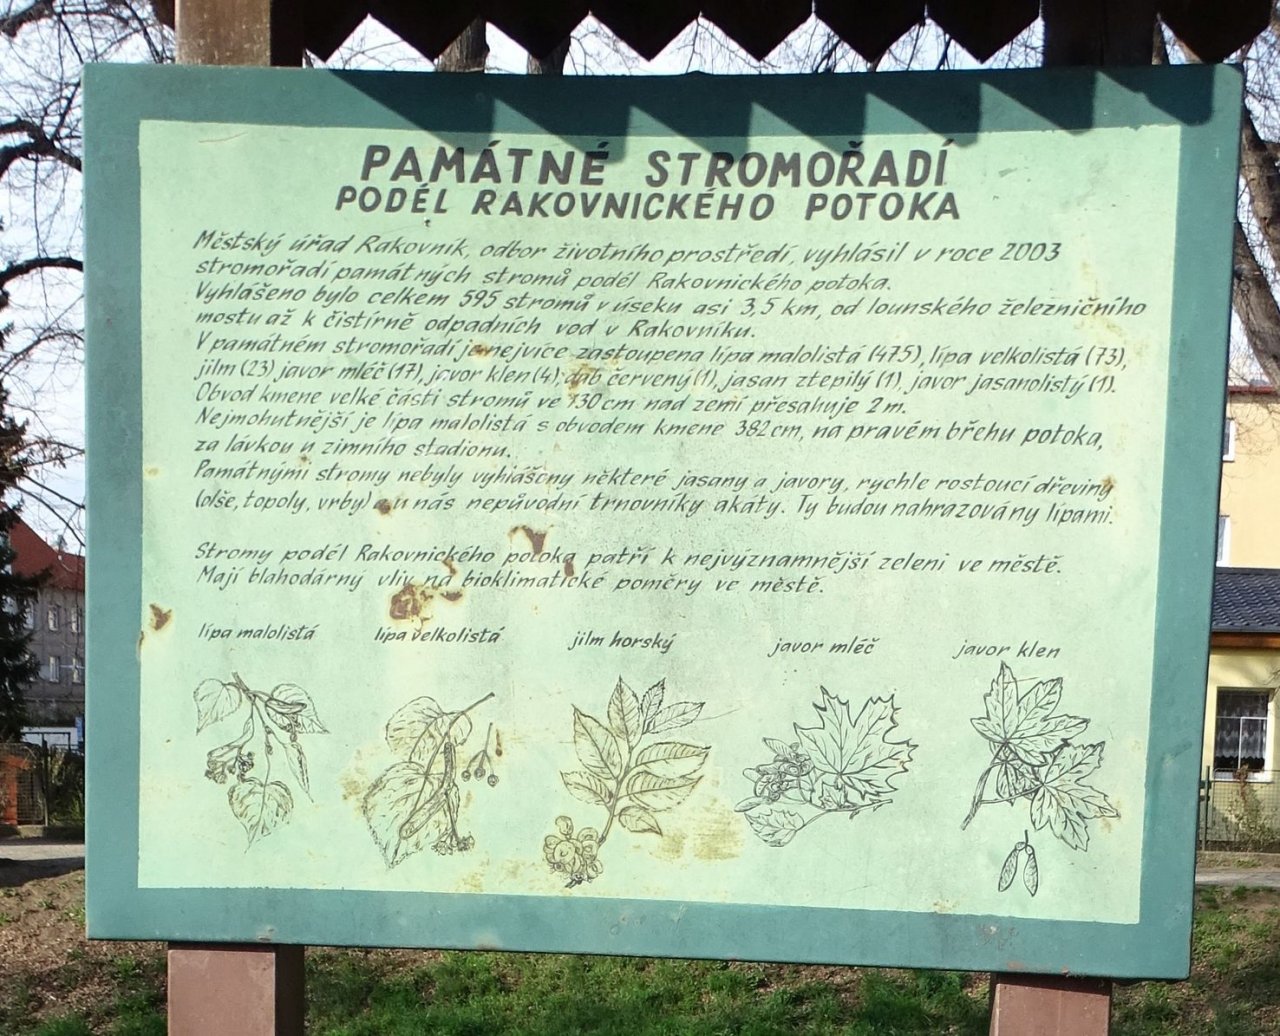 PAMÁTNÉ STROMOŘADÍ
PODÉL RAKOVNICKÉHO POTOKA
Městský úřad Rakovník, odbor životního prostředí, vyhlásil v roce 2003
stromořadí památných stromů podél Rakovnického potoka.
Vyhlášeno bylo celkem 595 stromů v úseku asi 3,5 km, od lounského železničního
mostu až k čistírně odpadních vod v Rakovníku.
V památném stromořadí je nejvíce zastoupena lípa malolistá (475), lípa velkolistá (73),
jilm (23) javor mléč (17), javor klen (4), dub červený (1), jasan ztepilý (1), javor jasanolistý (1).
Obvod kmene velké části stromů ve 130 cm nad zemí přesahuje 2 m.
Nejmohutnější je lípa malolistá s obvodem kmene 382 cm, na pravém břehu potoka,
za lávkou u zimního stadionu.
Památnými stromy nebyly vyhlášeny některé jasany a javory, rychle rostoucí dřeviny
(olše, topoly, vrby) a u nás nepůvodní trnovníky akáty. Ty budou nahrazovány lípami.
Stromy podél Rakovnického potoka patří k nejvýznamnější zeleni ve městě.
Mají blahodárný vliv na bioklimatické poměry ve městě.
lípa malolistá lípa velkolistá jilm horský javor mléč javor klen